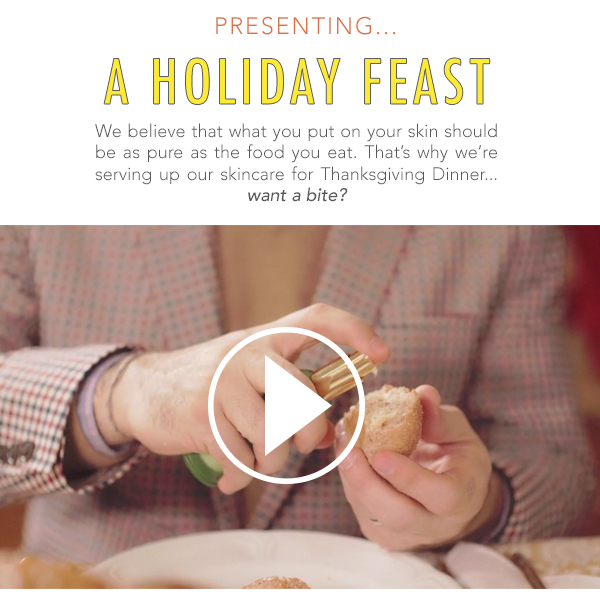 PRESENTING...
A HOLIDAY FEAST
We believe that what you put on your skin should
be as pure as the food you eat. That's why we're
serving up our skincare for Thanksgiving Dinner...
want a bite?